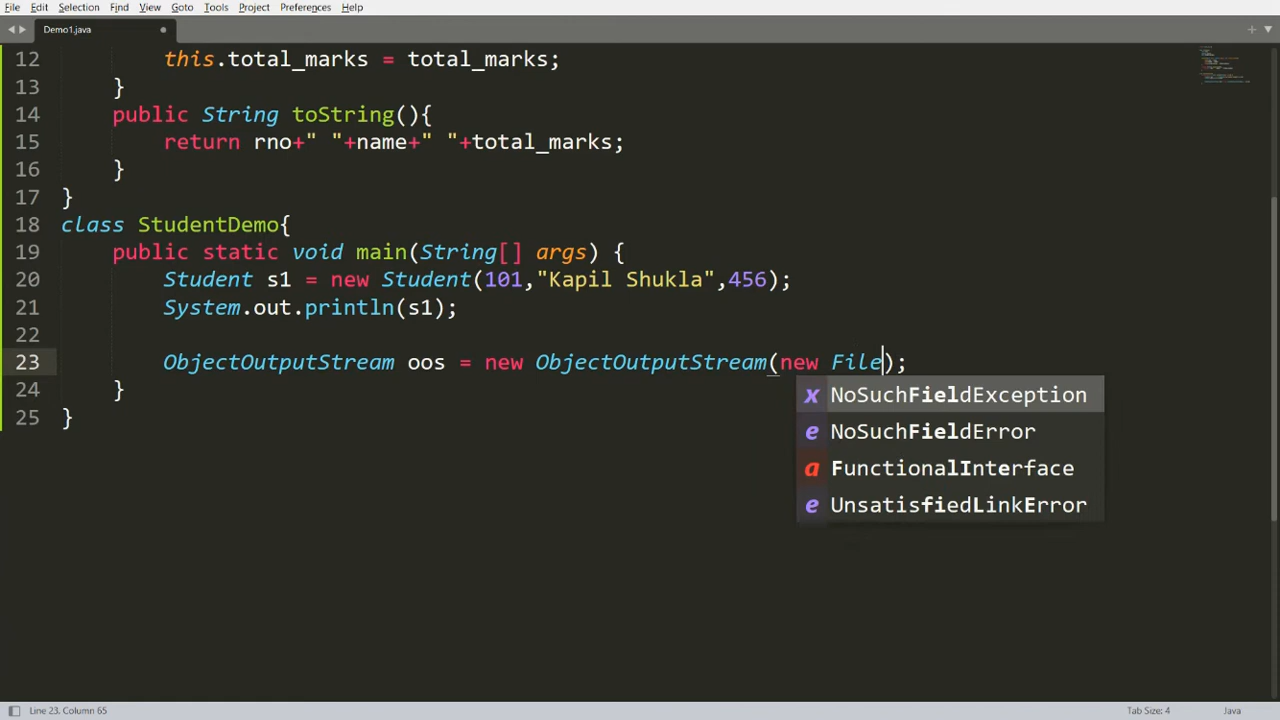 File Edit Selection Find View Goto Tools Project Preferences Help
Demo1.java
12 this.total_marks = total_marks;
13 }
14 public String toString(){
15 return rno+" "+name+" "+total_marks;
16 }
17 }
18 class StudentDemo{
19 public static void main(String[] args) {
20 Student s1 = new Student(101,"Kapil Shukla",456);
21 System.out.println(s1);
22
23 ObjectOutputStream oos = new ObjectOutputStream(new File);
24 }
x NoSuchFieldException
25 }
e NoSuchFieldError
a FunctionalInterface
e UnsatisfiedLinkError
Line 23, Column 65 Tab Size: 4 Java